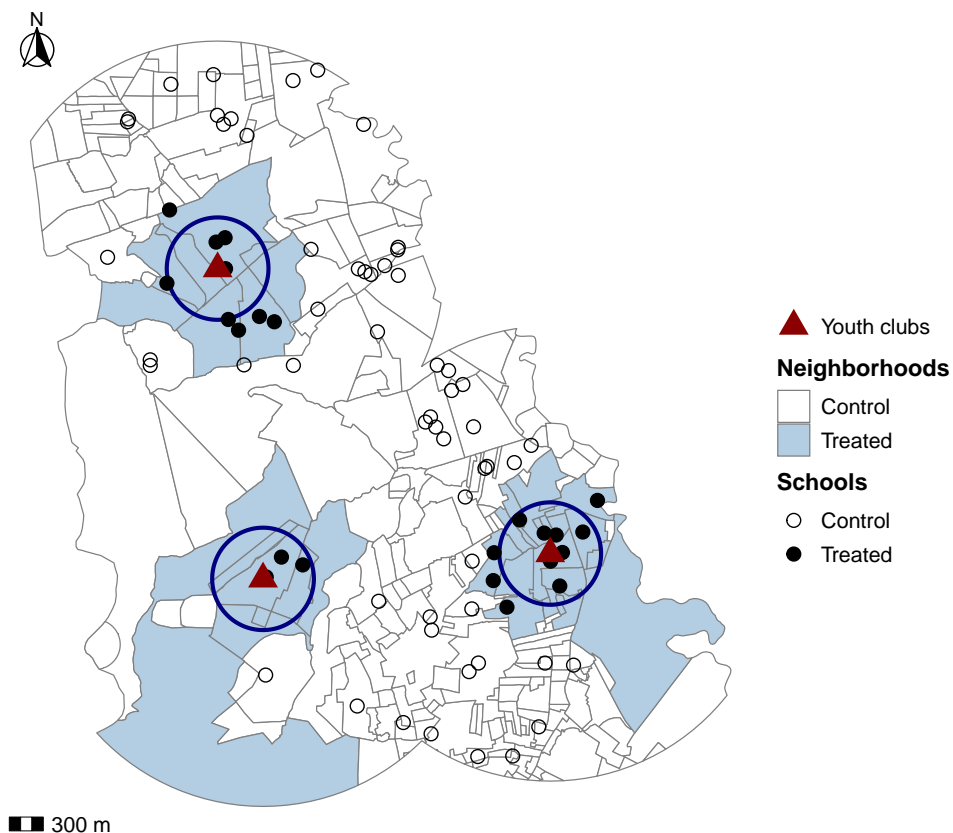 N
Youth clubs
Neighborhoods
Control
Treated
Schools
Control
Treated
300 m